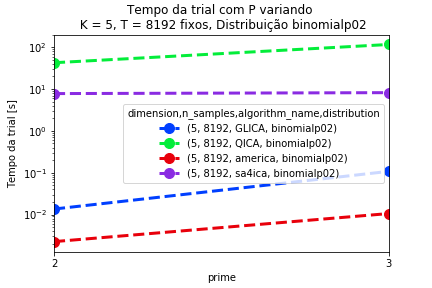 Tempo da trial com P variando
K = 5, T = 8192 fixos, Distribuição binomialp02
Tempo da trial [s]
10²
10¹
10⁰
10⁻¹
10⁻²
dimension,n_samples,algorithm_name,distribution
(5, 8192, GLICA, binomialp02)
(5, 8192, QICA, binomialp02)
(5, 8192, america, binomialp02)
(5, 8192, sa4ica, binomialp02)
2
3
prime